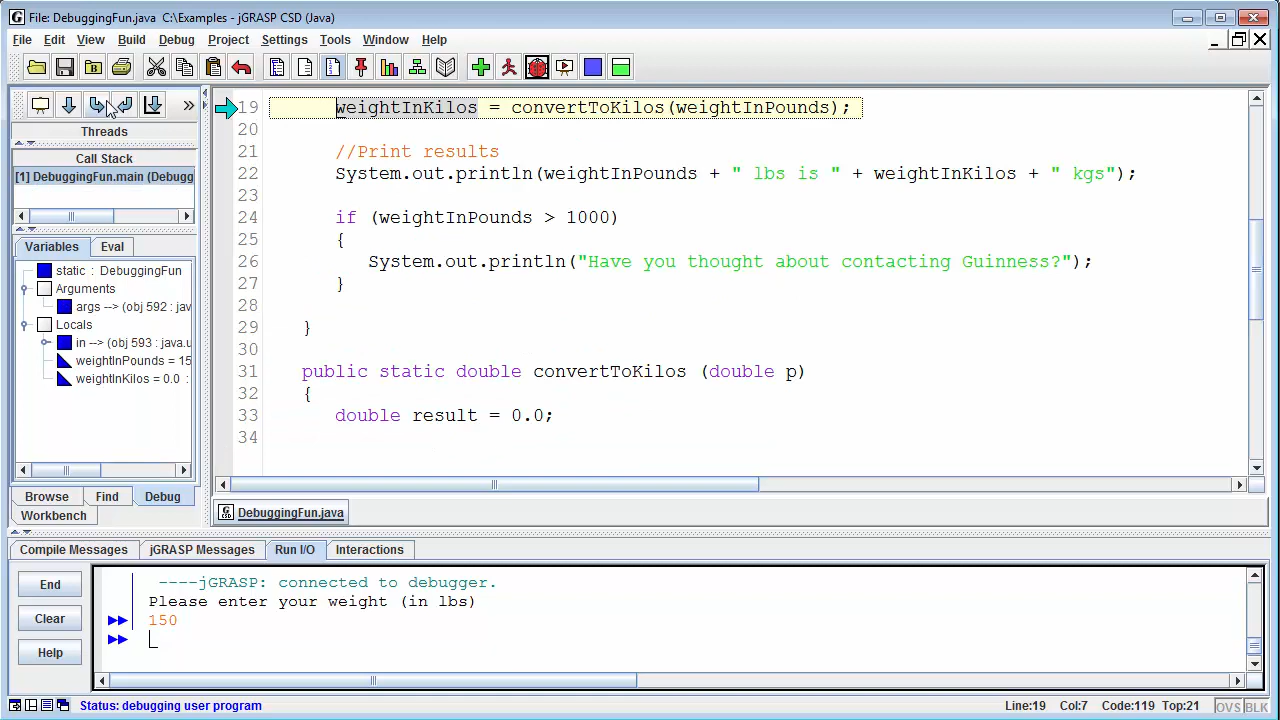 File: DebuggingFun.java C:\Examples - jGRASP CSD (Java)
File Edit View Build Debug Project Settings Tools Window Help
»
Threads
Call Stack
[1] DebuggingFun.main (Debugg
Variables Eval
static : DebuggingFun
Arguments
args --> (obj 592 : jav
Locals
in --> (obj 593 : java.u
weightInPounds = 15
weightInKilos = 0.0 :
Browse Find Debug
Workbench
19 weightInKilos = convertToKilos(weightInPounds);
20
21 //Print results
22 System.out.println(weightInPounds + " lbs is " + weightInKilos + " kgs");
23
24 if (weightInPounds > 1000)
25 {
26 System.out.println("Have you thought about contacting Guinness?");
27 }
28
29 }
30
31 public static double convertToKilos (double p)
32 {
33 double result = 0.0;
34
DebuggingFun.java
Compile Messages jGRASP Messages Run I/O Interactions
End
Clear
Help
----jGRASP: connected to debugger.
Please enter your weight (in lbs)
150
Status: debugging user program
Line:19 Col:7 Code:119 Top:21 OVS BLK